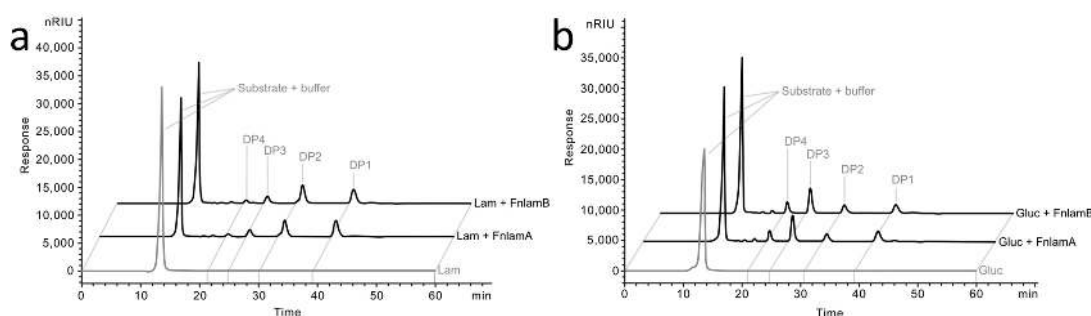 a
nRIU
40,000
35,000
30,000
25,000
20,000
15,000
10,000
5,000
0
Response
Substrate + buffer
DP4
DP3
DP2
DP1
Lam + FnlamB
Lam + FnlamA
Lam
0 10 20 30 40 50 60 min
Time
b
nRIU
35,000
30,000
25,000
20,000
15,000
10,000
5,000
0
Response
Substrate + buffer
DP4
DP3
DP2
DP1
Gluc + FnlamB
Gluc + FnlamA
Gluc
0 10 20 30 40 50 60 min
Time